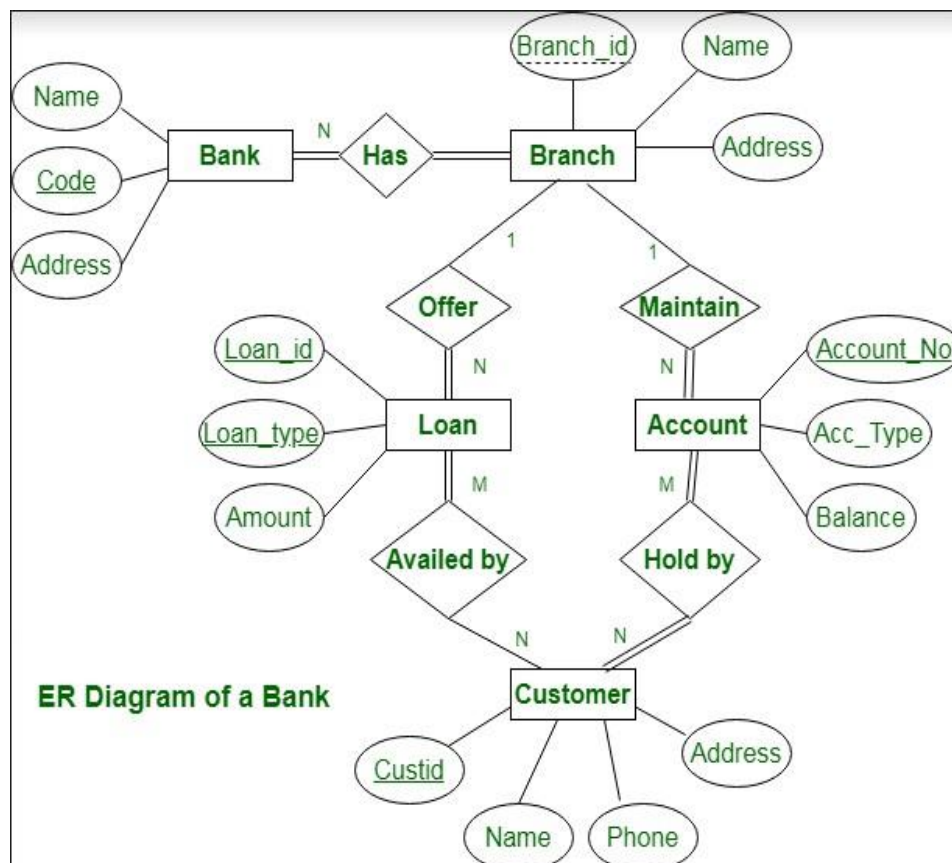 Branch_id
Name
Name
N
Bank
Has
Branch
Address
Code
Address
1
1
Offer
Maintain
Loan_id
Account_No
N
N
Loan_type
Loan
Account
Acc_Type
M
M
Amount
Balance
Availed by
Hold by
N
N
ER Diagram of a Bank
Customer
Address
Custid
Name
Phone